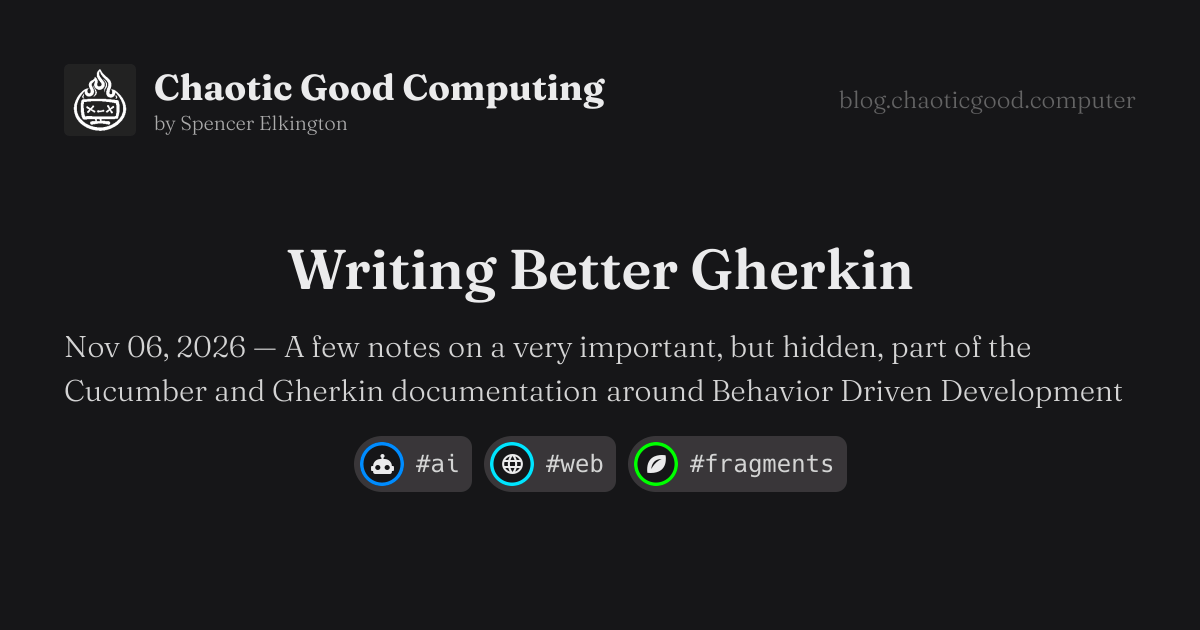 Chaotic Good Computing
by Spencer Elkington
blog.chaoticgood.computer
Writing Better Gherkin
Nov 06, 2026 — A few notes on a very important, but hidden, part of the
Cucumber and Gherkin documentation around Behavior Driven Development
#ai #web #fragments